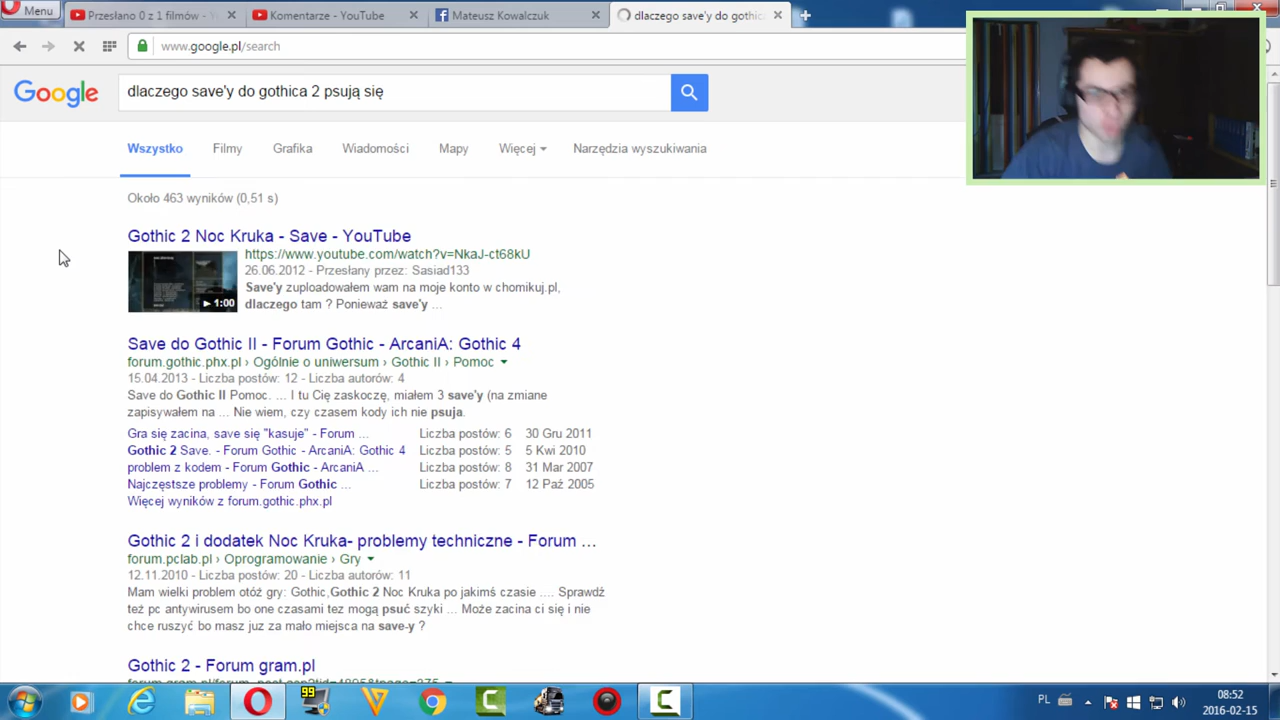 Menu
Przesłano 0 z 1 filmów -
Komentarze - YouTube
Mateusz Kowalczuk
dlaczego save'y do gothic
www.google.pl/search
Google
dlaczego save'y do gothica 2 psują się
Wszystko Filmy Grafika Wiadomości Mapy Więcej Narzędzia wyszukiwania
Około 463 wyników (0,51 s)
Gothic 2 Noc Kruka - Save - YouTube
https://www.youtube.com/watch?v=NkaJ-ct68kU
26.06.2012 - Przesłany przez: Sasiad133
Save'y zuploadowałem wam na moje konto w chomikuj.pl,
dlaczego tam ? Ponieważ save'y ...
1:00
Save do Gothic II - Forum Gothic - ArcaniA: Gothic 4
forum.gothic.phx.pl › Ogólnie o uniwersum › Gothic II › Pomoc
15.04.2013 - Liczba postów: 12 - Liczba autorów: 4
Save do Gothic II Pomoc. ... I tu Cię zaskoczę, miałem 3 save'y (na zmiane
zapisywałem na ... Nie wiem, czy czasem kody ich nie psuja.
Gra się zacina, save się "kasuje" - Forum ... Liczba postów: 6 30 Gru 2011
Gothic 2 Save. - Forum Gothic - ArcaniA: Gothic 4 Liczba postów: 5 5 Kwi 2010
problem z kodem - Forum Gothic - ArcaniA ... Liczba postów: 8 31 Mar 2007
Najczęstsze problemy - Forum Gothic ... Liczba postów: 7 12 Paź 2005
Więcej wyników z forum.gothic.phx.pl
Gothic 2 i dodatek Noc Kruka- problemy techniczne - Forum ...
forum.pclab.pl › Oprogramowanie › Gry
12.11.2010 - Liczba postów: 20 - Liczba autorów: 11
Mam wielki problem otóż gry: Gothic,Gothic 2 Noc Kruka po jakimś czasie .... Sprawdź
też pc antywirusem bo one czasami tez mogą psuć szyki ... Może zacina ci się i nie
chce ruszyć bo masz juz za mało miejsca na save-y ?
Gothic 2 - Forum gram.pl
99
PL
08:52
2016-02-15